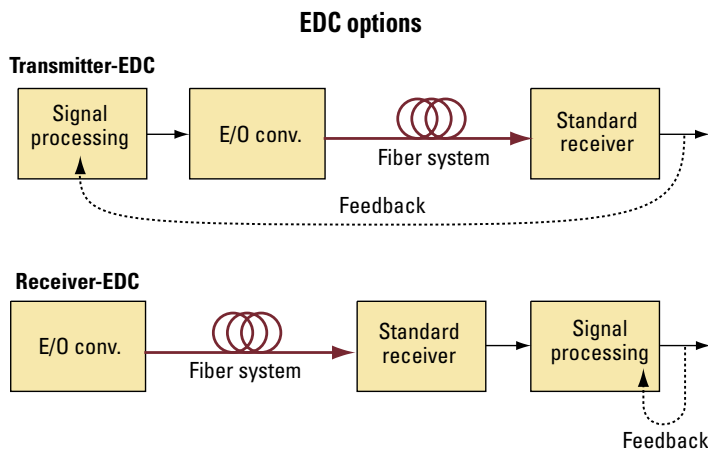 EDC options
Transmitter-EDC
Signal
processing
E/O conv.
Fiber system
Standard
receiver
Feedback
Receiver-EDC
E/O conv.
Fiber system
Standard
receiver
Signal
processing
Feedback